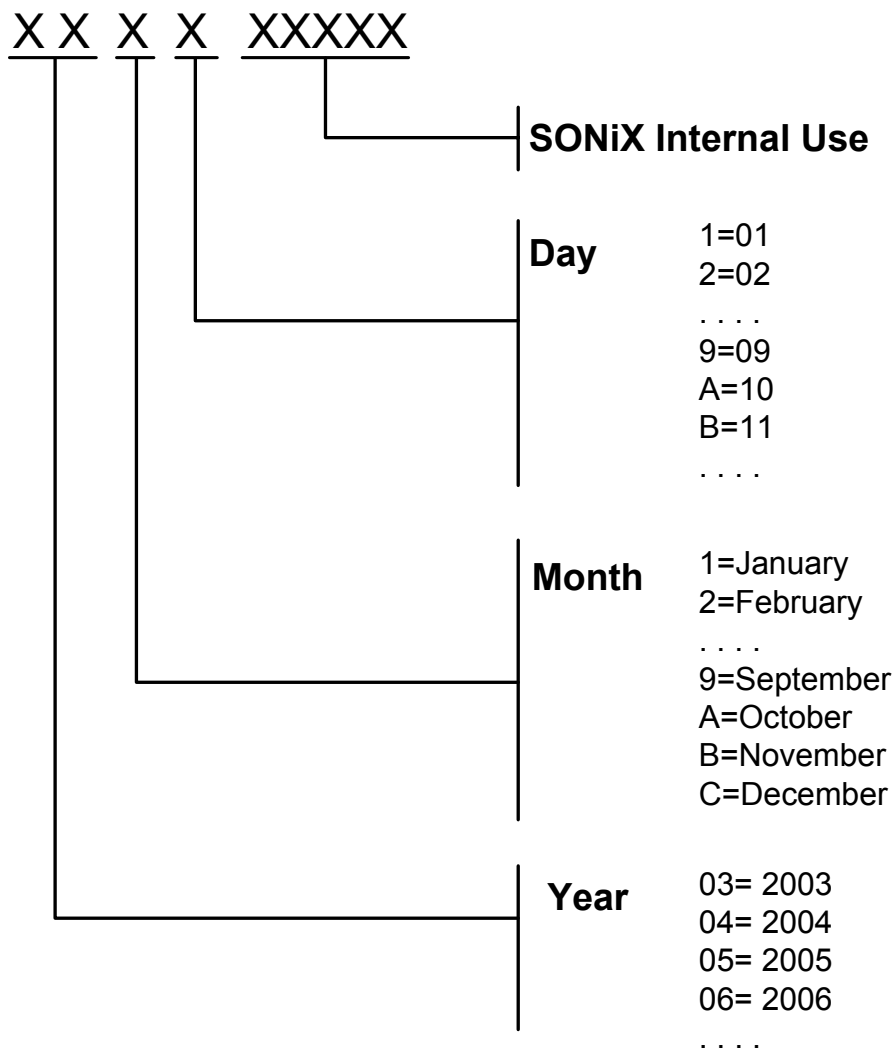 XX X X XXXXX
SONiX Internal Use
Day
1=01
2=02
. . . .
9=09
A=10
B=11
. . . .
Month
1=January
2=February
. . . .
9=September
A=October
B=November
C=December
Year
03= 2003
04= 2004
05= 2005
06= 2006
. . . .